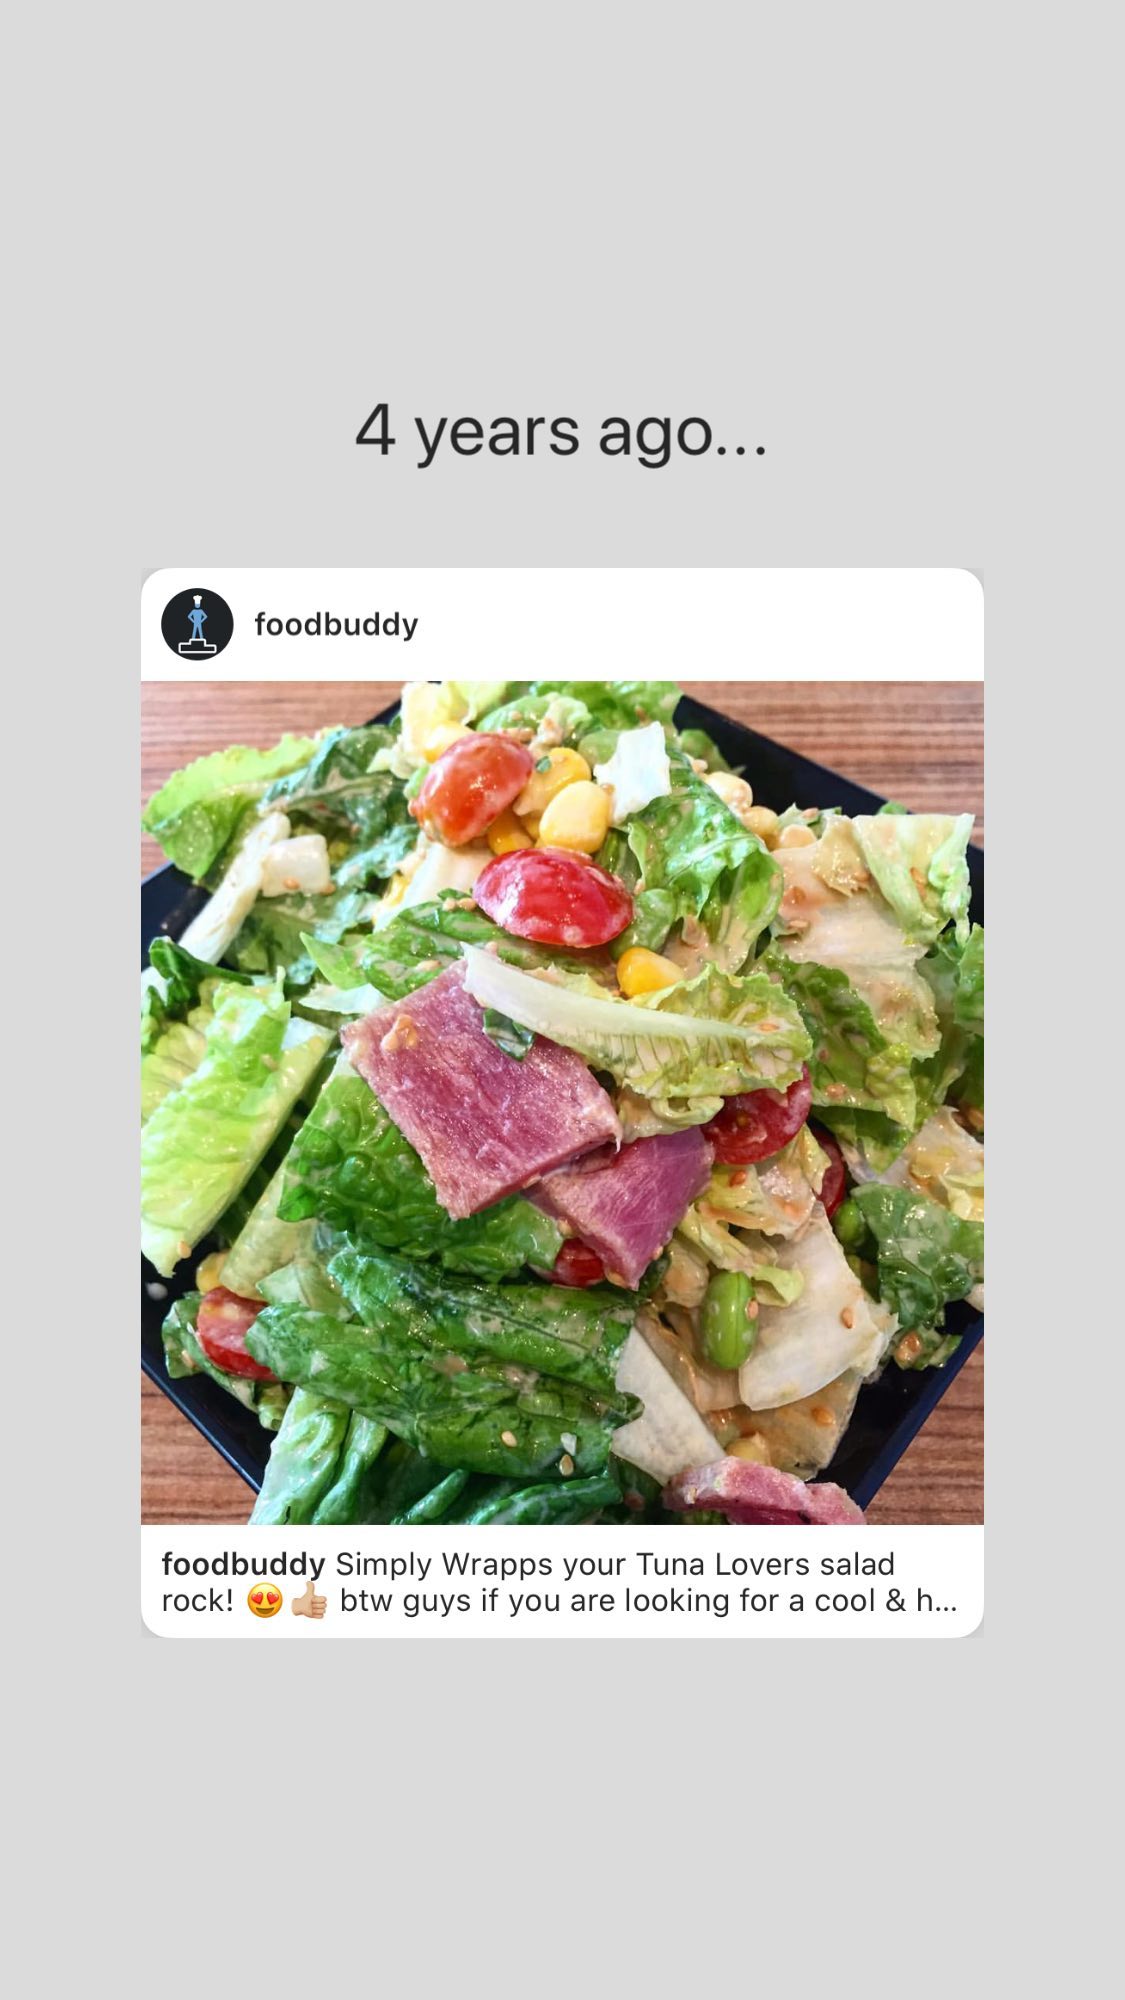 4 years ago...
foodbuddy
foodbuddy Simply Wrapps your Tuna Lovers salad
rock! 😍👍🏼 btw guys if you are looking for a cool & h...